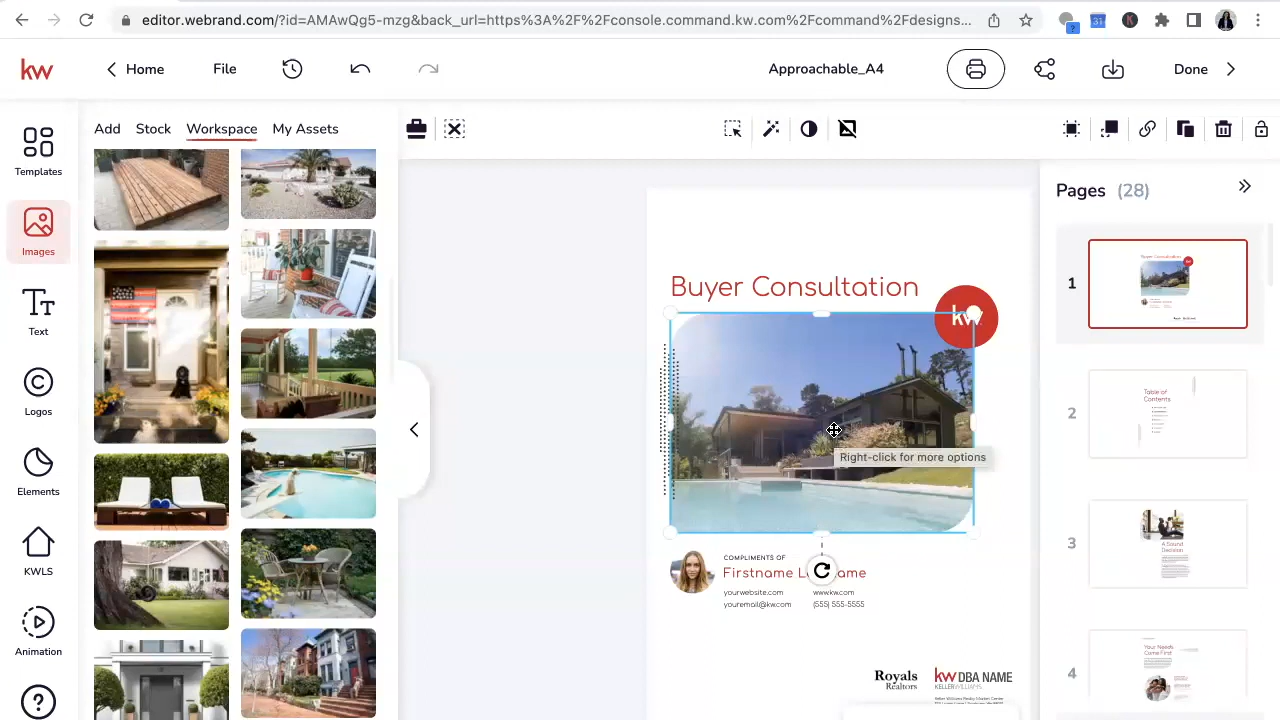 editor.webrand.com/?id=AMAwQg5-mzg&back_url=https%3A%2F%2Fconsole.command.kw.com%2Fcommand%2Fdesigns...
31
?
K
kw
Home
File
Approachable_A4
Done
Templates
Images
Text
Logos
Elements
KWLS
Animation
Add
Stock
Workspace
My Assets
Buyer Consultation
kw
Right-click for more options
COMPLIMENTS OF
Firstname L
ame
yourwebsite.com
www.kw.com
youremail@kw.com
(555) 555-5555
Royals
Realtors
kw DBA NAME
KELLERWILLIAMS
Pages (28)
1
Buyer Consultation
2
Table of
Contents
3
A Sound
Decision
4
Your Needs
Come First